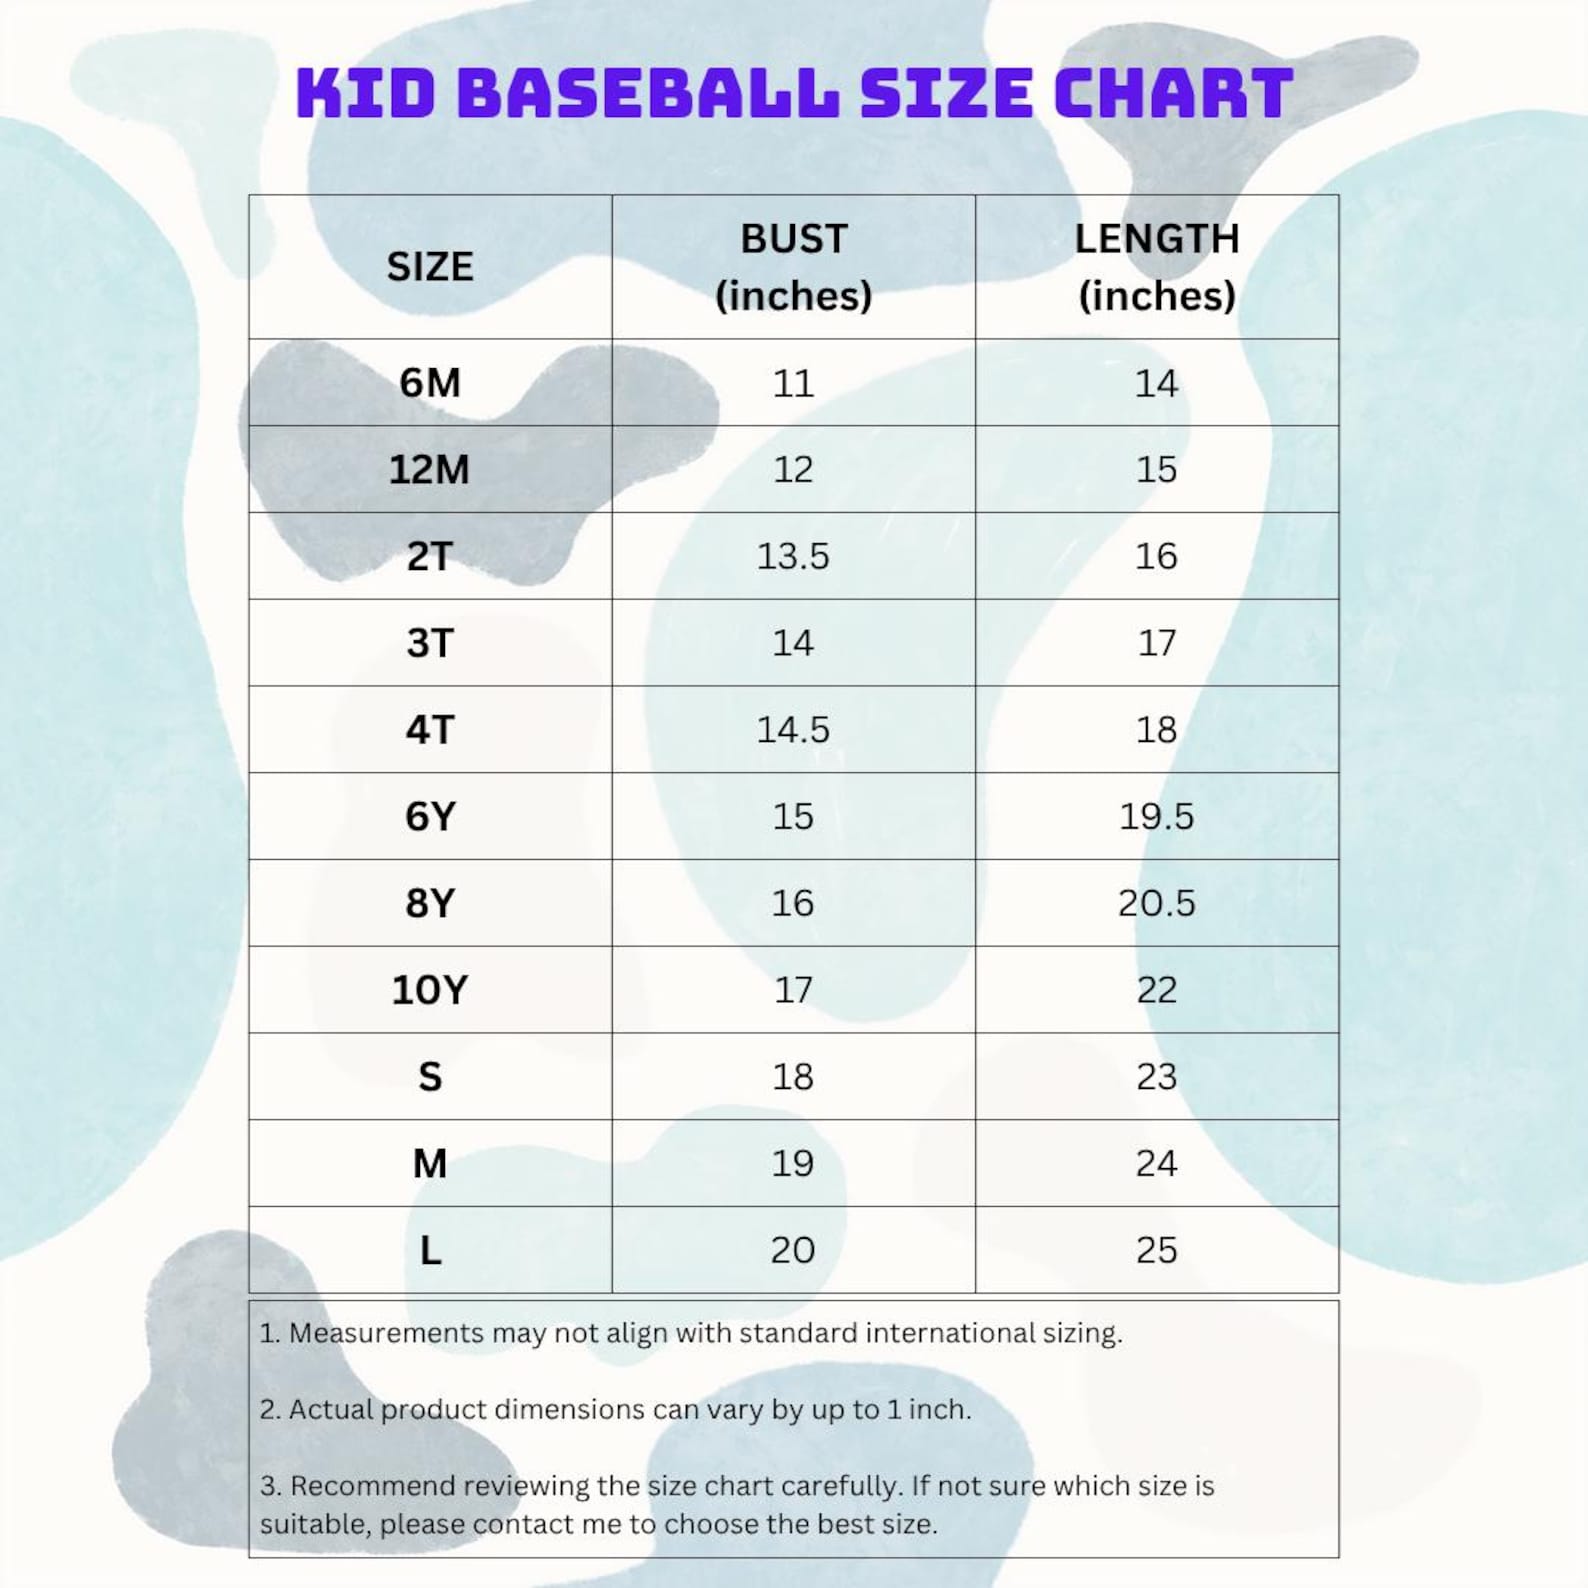 KID BASEBALL SIZE CHART
SIZE BUST (inches) LENGTH (inches)
6M 11 14
12M 12 15
2T 13.5 16
3T 14 17
4T 14.5 18
6Y 15 19.5
8Y 16 20.5
10Y 17 22
S 18 23
M 19 24
L 20 25
1. Measurements may not align with standard international sizing.
2. Actual product dimensions can vary by up to 1 inch.
3. Recommend reviewing the size chart carefully. If not sure which size is
suitable, please contact me to choose the best size.